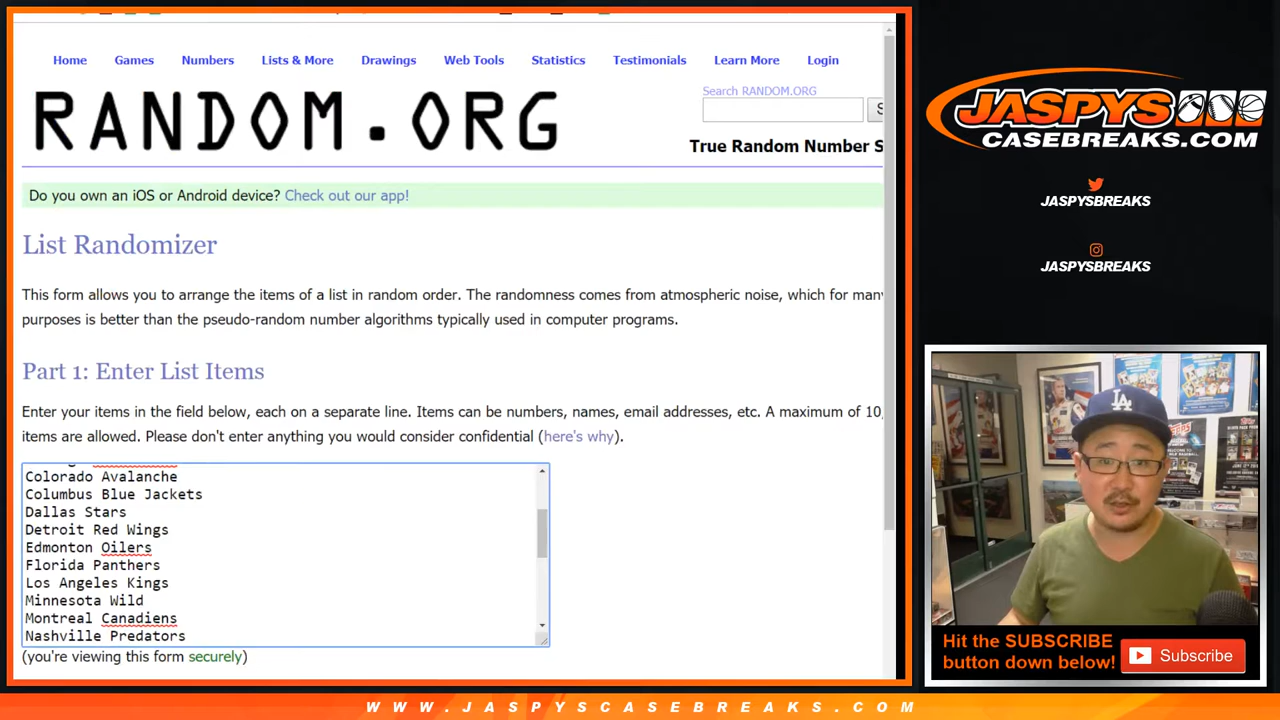 Home Games Numbers Lists & More Drawings Web Tools Statistics Testimonials Learn More Login
RANDOM.ORG
Search RANDOM.ORG
S
True Random Number S
Do you own an iOS or Android device? Check out our app!
List Randomizer
This form allows you to arrange the items of a list in random order. The randomness comes from atmospheric noise, which for many
purposes is better than the pseudo-random number algorithms typically used in computer programs.
Part 1: Enter List Items
Enter your items in the field below, each on a separate line. Items can be numbers, names, email addresses, etc. A maximum of 10,
items are allowed. Please don't enter anything you would consider confidential (here's why).
Colorado Avalanche
Columbus Blue Jackets
Dallas Stars
Detroit Red Wings
Edmonton Oilers
Florida Panthers
Los Angeles Kings
Minnesota Wild
Montreal Canadiens
Nashville Predators
(you're viewing this form securely)
JASPYS
CASEBREAKS.COM
JASPYSBREAKS
JASPYSBREAKS
LA
Hit the SUBSCRIBE
button down below!
Subscribe
WWW.JASPYSCASEBREAKS.COM